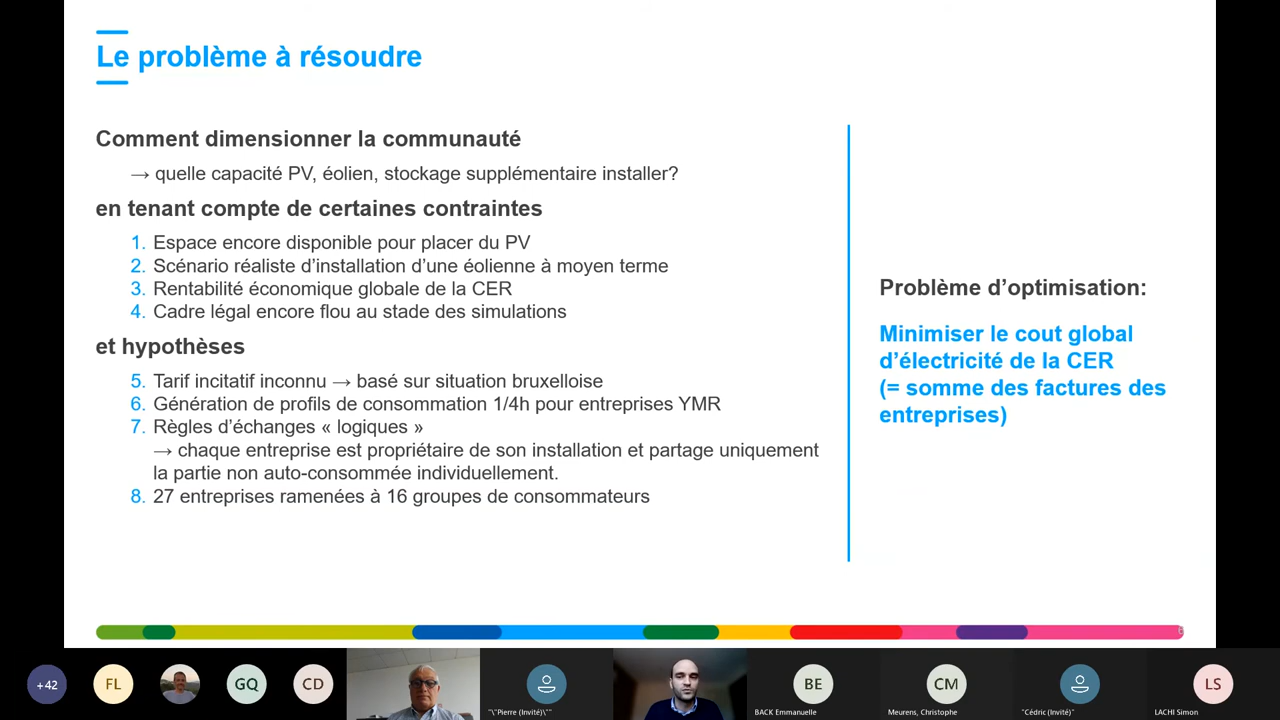 Le problème à résoudre
Comment dimensionner la communauté
→ quelle capacité PV, éolien, stockage supplémentaire installer?
en tenant compte de certaines contraintes
1. Espace encore disponible pour placer du PV
2. Scénario réaliste d’installation d’une éolienne à moyen terme
3. Rentabilité économique globale de la CER
4. Cadre légal encore flou au stade des simulations
et hypothèses
5. Tarif incitatif inconnu → basé sur situation bruxelloise
6. Génération de profils de consommation 1/4h pour entreprises YMR
7. Règles d’échanges « logiques »
→ chaque entreprise est propriétaire de son installation et partage uniquement
la partie non auto-consommée individuellement.
8. 27 entreprises ramenées à 16 groupes de consommateurs
Problème d’optimisation:
Minimiser le cout global
d’électricité de la CER
(= somme des factures des
entreprises)
+42
FL
GQ
CD
"\"Pierre (Invité)\""
BE
BACK Emmanuelle
CM
Meurens, Christophe
"Cédric (Invité)"
LS
LACHI Simon